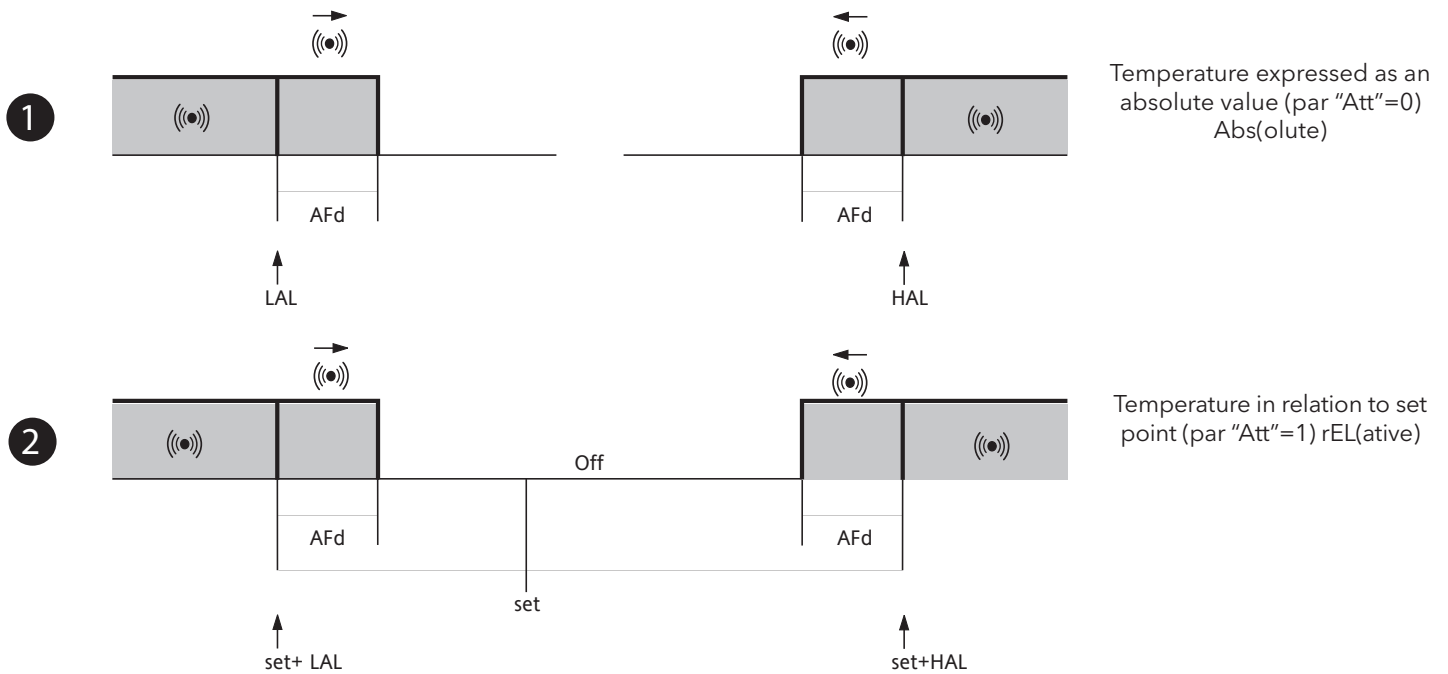 1
AFd
AFd
LAL
HAL
Temperature expressed as an
absolute value (par “Att”=0)
Abs(olute)
2
Off
AFd
AFd
set
set+ LAL
set+HAL
Temperature in relation to set
point (par “Att”=1) rEL(ative)